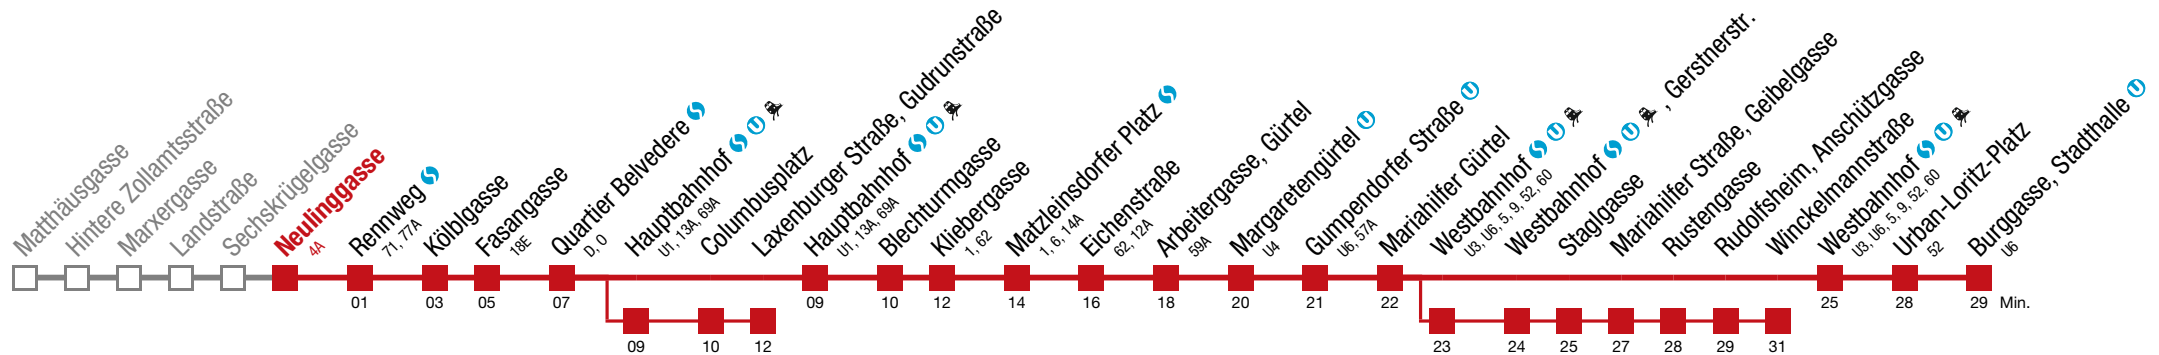 Matthäusgasse
Hintere Zollamtsstraße
Marxergasse
Landstraße
Sechskrügelgasse
Neulinggasse
4A
Rennweg S
71, 77A
Kölblgasse
Fasangasse
18E
Quartier Belvedere S
D, O
Hauptbahnhof S U
U1, 13A, 69A
Columbusplatz
Laxenburger Straße, Gudrunstraße
Hauptbahnhof S U
U1, 13A, 69A
Blechturmgasse
Kliebergasse
1, 62
Matzleinsdorfer Platz S
1, 6, 14A
Eichenstraße
62, 12A
Arbeitergasse, Gürtel
59A
Margaretengürtel U
U4
Gumpendorfer Straße U
U6, 57A
Mariahilfer Gürtel
Westbahnhof S U
U3, U6, 5, 9, 52, 60
Westbahnhof S U , Gerstnerstr.
Staglgasse
Mariahilfer Straße, Geibelgasse
Rustengasse
Rudolfsheim, Anschützgasse
Winckelmannstraße
Westbahnhof S U
U3, U6, 5, 9, 52, 60
Urban-Loritz-Platz
52
Burggasse, Stadthalle U
U6
01 03 05 07 09 10 12 14 16 18 20 21 22 25 28 29 Min.
09 10 12 23 24 25 27 28 29 31